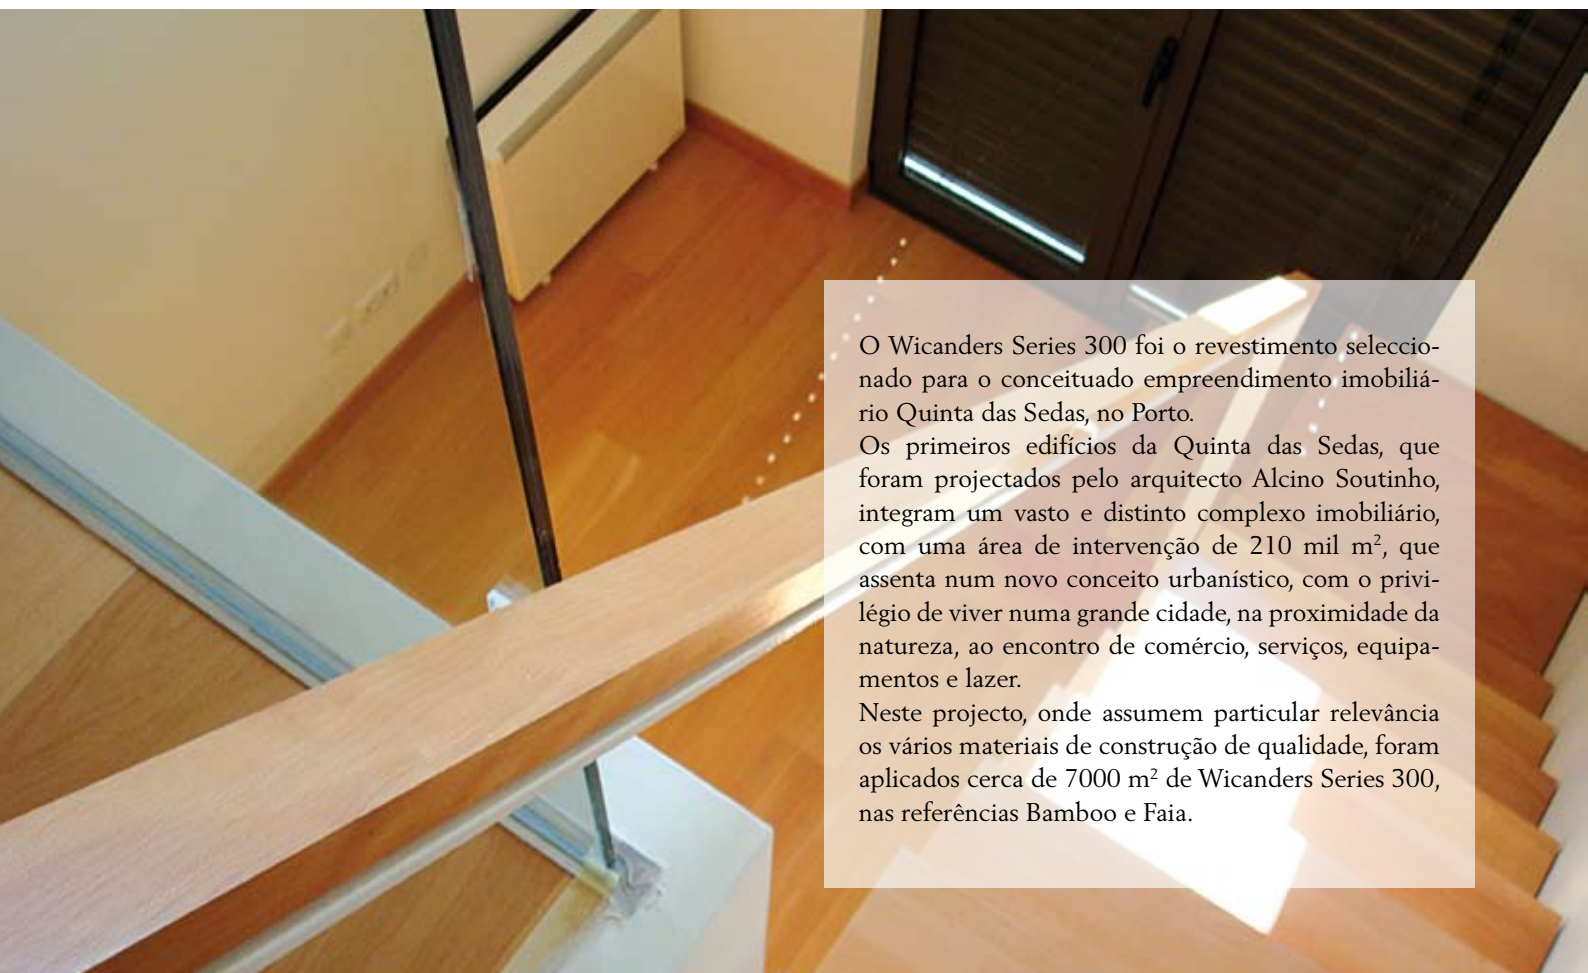 O Wicanders Series 300 foi o revestimento seleccio-
nado para o conceituado empreendimento imobiliá-
rio Quinta das Sedas, no Porto.
Os primeiros edifícios da Quinta das Sedas, que
foram projectados pelo arquitecto Alcino Soutinho,
integram um vasto e distinto complexo imobiliário,
com uma área de intervenção de 210 mil m², que
assenta num novo conceito urbanístico, com o privi-
légio de viver numa grande cidade, na proximidade da
natureza, ao encontro de comércio, serviços, equipa-
mentos e lazer.
Neste projecto, onde assumem particular relevância
os vários materiais de construção de qualidade, foram
aplicados cerca de 7000 m² de Wicanders Series 300,
nas referências Bamboo e Faia.